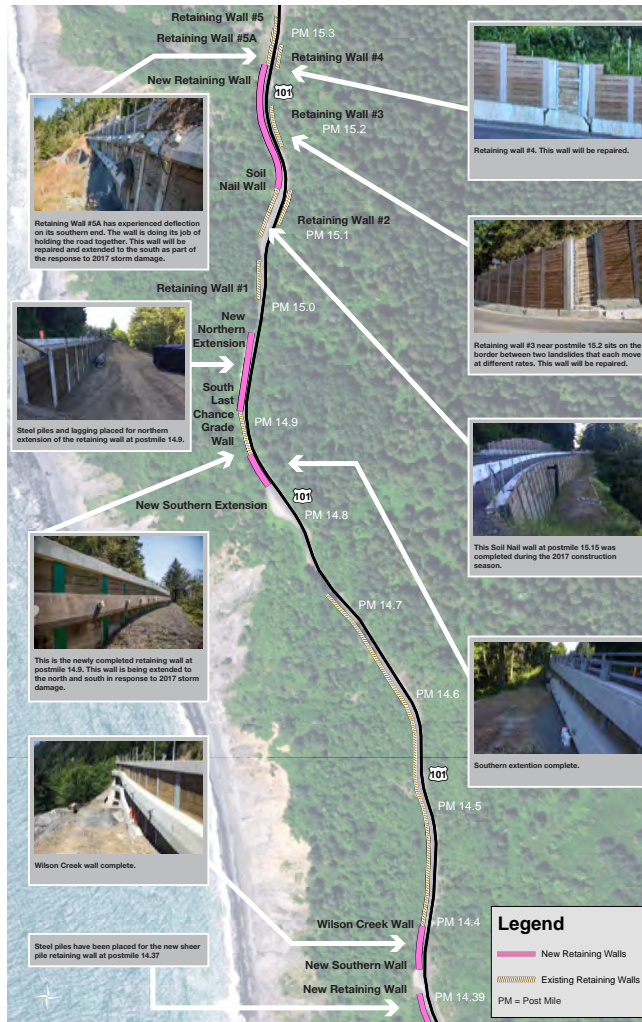 Retaining Wall #5
PM 15.3
Retaining Wall #5A
Retaining Wall #4
New Retaining Wall
101
Retaining Wall #3
PM 15.2
Soil
Nail Wall
Retaining Wall #2
PM 15.1
Retaining Wall #1
PM 15.0
New
Northern
Extension
South
Last
Chance
Grade
Wall
PM 14.9
New Southern Extension
101
PM 14.8
PM 14.7
PM 14.6
101
PM 14.5
Wilson Creek Wall
PM 14.4
New Southern Wall
New Retaining Wall
PM 14.39
Retaining Wall #5A has experienced deflection
on its southern end. The wall is doing its job of
holding the road together. This wall will be
repaired and extended to the south as part of
the response to 2017 storm damage.
Steel piles and lagging placed for northern
extension of the retaining wall at postmile 14.9.
This is the newly completed retaining wall at
postmile 14.9. This wall is being extended to
the north and south in response to 2017 storm
damage.
Wilson Creek wall complete.
Steel piles have been placed for the new sheer
pile retaining wall at postmile 14.37
Retaining wall #4. This wall will be repaired.
Retaining wall #3 near postmile 15.2 sits on the
border between two landslides that each move
at different rates. This wall will be repaired.
This Soil Nail wall at postmile 15.15 was
completed during the 2017 construction
season.
Southern extention complete.
Legend
New Retaining Walls
Existing Retaining Walls
PM = Post Mile